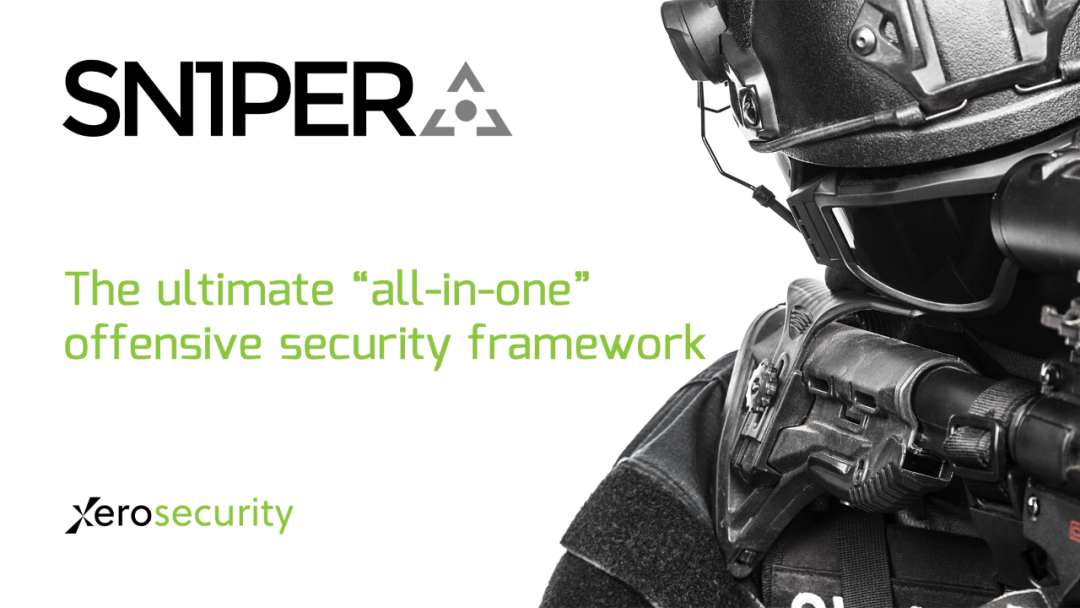 SN1PER
The ultimate “all-in-one”
offensive security framework
Xerosecurity